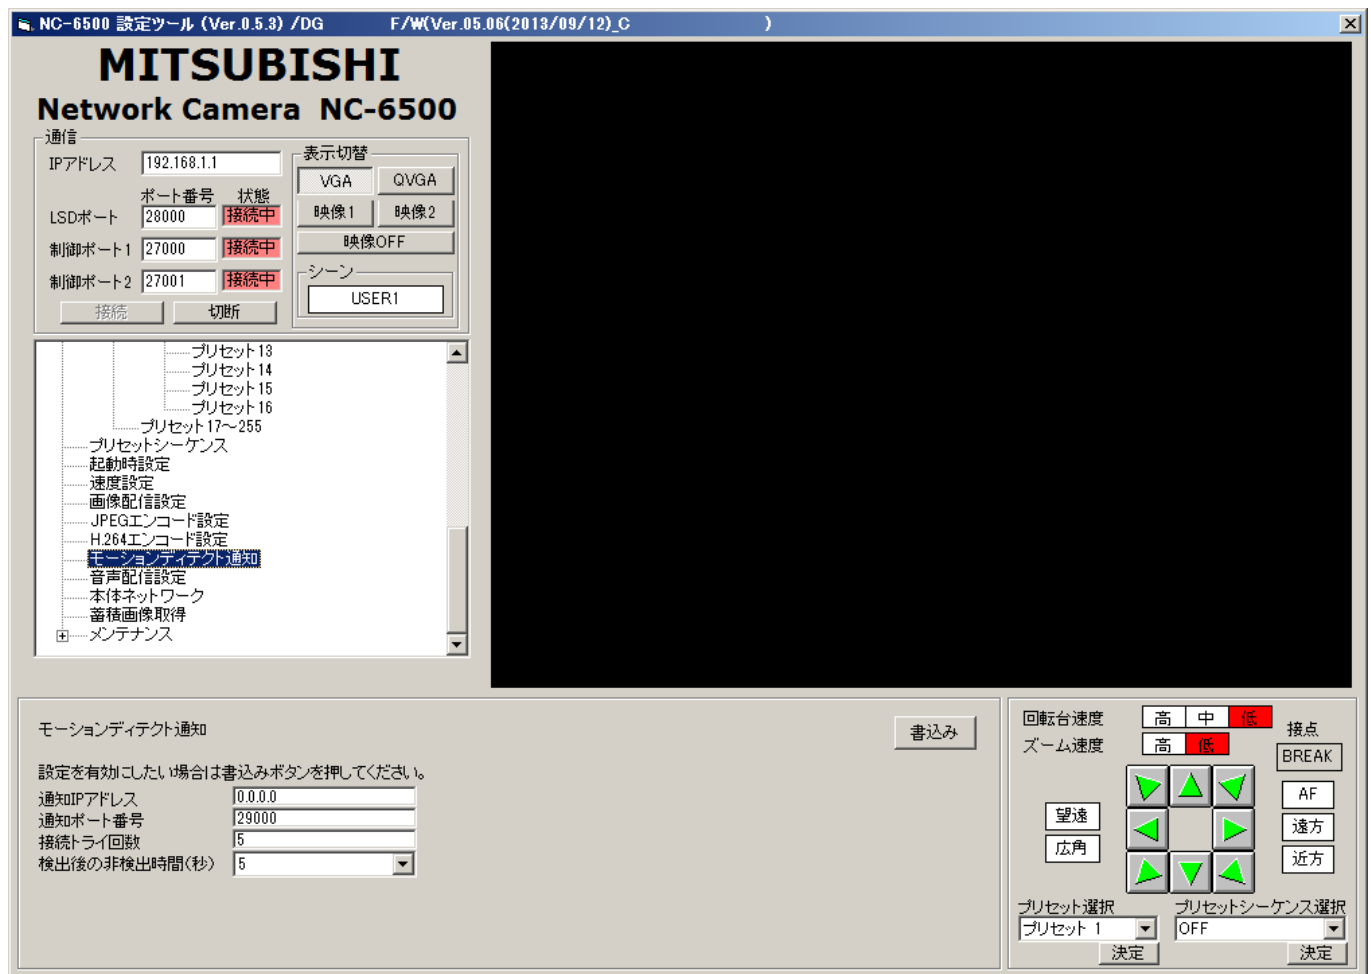 NC-6500 設定ツール (Ver.0.5.3) /DG F/W(Ver.05.06(2013/09/12)_C )
MITSUBISHI
Network Camera NC-6500
通信
IPアドレス 192.168.1.1
ポート番号 状態
LSDポート 28000 接続中
制御ポート1 27000 接続中
制御ポート2 27001 接続中
接続 切断
表示切替
VGA QVGA
映像1 映像2
映像OFF
シーン
USER1
プリセット13
プリセット14
プリセット15
プリセット16
プリセット17～255
プリセットシーケンス
起動時設定
速度設定
画像配信設定
JPEGエンコード設定
H.264エンコード設定
モーションディテクト通知
音声配信設定
本体ネットワーク
蓄積画像取得
メンテナンス
モーションディテクト通知
書込み
設定を有効にしたい場合は書込みボタンを押してください。
通知IPアドレス 0.0.0.0
通知ポート番号 29000
接続トライ回数 5
検出後の非検出時間(秒) 5
回転台速度 高 中 低
ズーム速度 高 低
接点
BREAK
望遠
広角
AF
遠方
近方
プリセット選択
プリセット 1
決定
プリセットシーケンス選択
OFF
決定